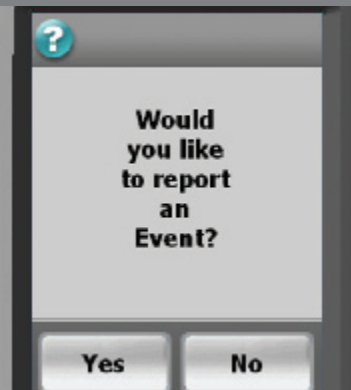 ?
Would
you like
to report
an
Event?
Yes No